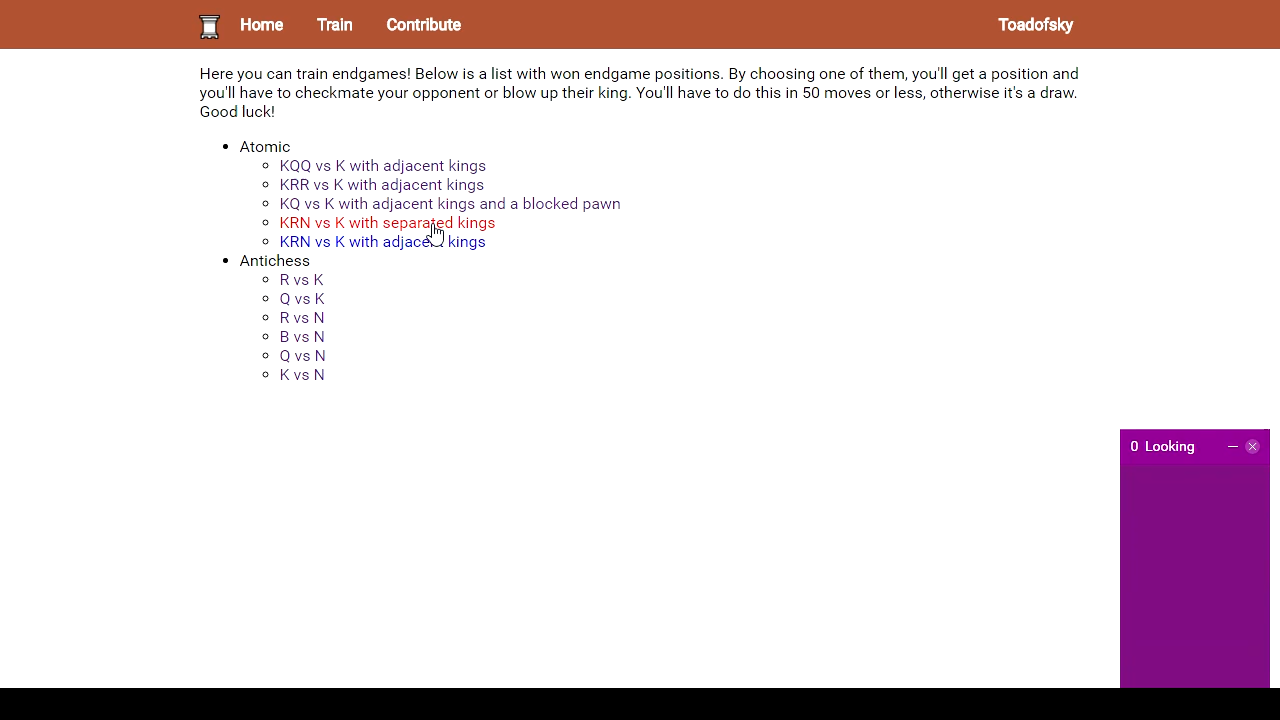 Home Train Contribute Toadofsky
Here you can train endgames! Below is a list with won endgame positions. By choosing one of them, you'll get a position and
you'll have to checkmate your opponent or blow up their king. You'll have to do this in 50 moves or less, otherwise it's a draw.
Good luck!
Atomic
KQQ vs K with adjacent kings
KRR vs K with adjacent kings
KQ vs K with adjacent kings and a blocked pawn
KRN vs K with separated kings
KRN vs K with adjacent kings
Antichess
R vs K
Q vs K
R vs N
B vs N
Q vs N
K vs N
0 Looking